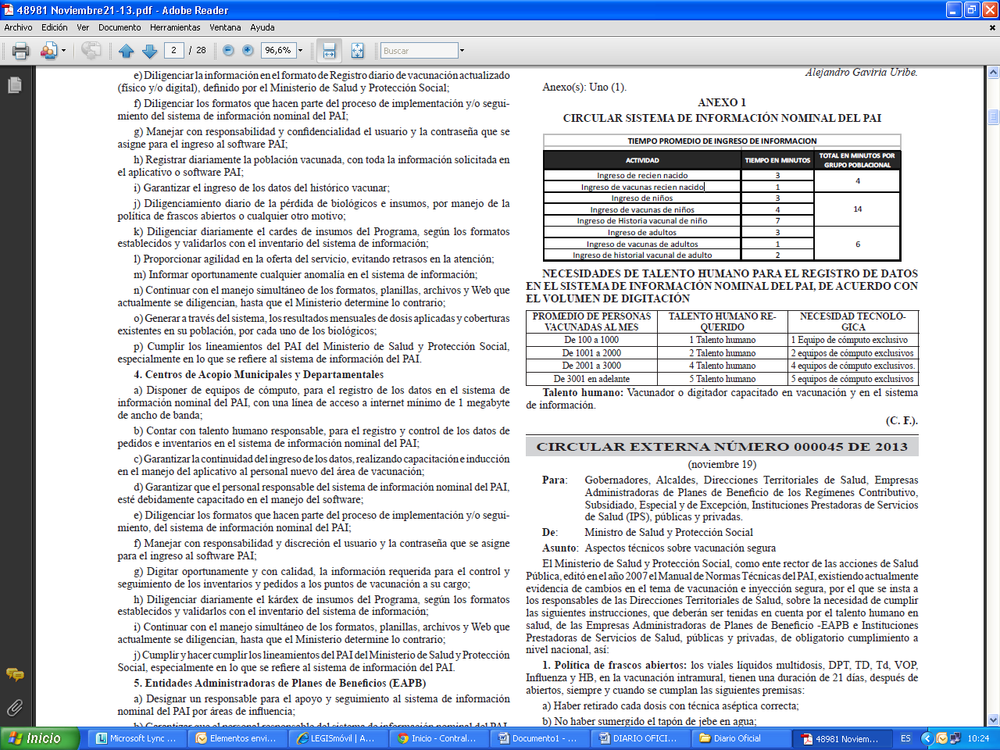 48981 Noviembre21-13.pdf - Adobe Reader
Archivo Edición Ver Documento Herramientas Ventana Ayuda
2 / 28 96,6% Buscar
e) Diligenciar la información en el formato de Registro diario de vacunación actualizado
(físico y/o digital), definido por el Ministerio de Salud y Protección Social;
f) Diligenciar los formatos que hacen parte del proceso de implementación y/o segui-
miento del sistema de información nominal del PAI;
g) Manejar con responsabilidad y confidencialidad el usuario y la contraseña que se
asigne para el ingreso al software PAI;
h) Registrar diariamente la población vacunada, con toda la información solicitada en
el aplicativo o software PAI;
i) Garantizar el ingreso de los datos del histórico vacunar;
j) Diligenciamiento diario de la pérdida de biológicos e insumos, por manejo de la
política de frascos abiertos o cualquier otro motivo;
k) Diligenciar diariamente el cardes de insumos del Programa, según los formatos
establecidos y validarlos con el inventario del sistema de información;
l) Proporcionar agilidad en la oferta del servicio, evitando retrasos en la atención;
m) Informar oportunamente cualquier anomalía en el sistema de información;
n) Continuar con el manejo simultáneo de los formatos, planillas, archivos y Web que
actualmente se diligencian, hasta que el Ministerio determine lo contrario;
o) Generar a través del sistema, los resultados mensuales de dosis aplicadas y coberturas
existentes en su población, por cada uno de los biológicos;
p) Cumplir los lineamientos del PAI del Ministerio de Salud y Protección Social,
especialmente en lo que se refiere al sistema de información del PAI.
4. Centros de Acopio Municipales y Departamentales
a) Disponer de equipos de cómputo, para el registro de los datos en el sistema de
información nominal del PAI, con una línea de acceso a internet mínimo de 1 megabyte
de ancho de banda;
b) Contar con talento humano responsable, para el registro y control de los datos de
pedidos e inventarios en el sistema de información nominal del PAI;
c) Garantizar la continuidad del ingreso de los datos, realizando capacitación e inducción
en el manejo del aplicativo al personal nuevo del área de vacunación;
d) Garantizar que el personal responsable del sistema de información nominal del PAI,
esté debidamente capacitado en el manejo del software;
e) Diligenciar los formatos que hacen parte del proceso de implementación y/o segui-
miento, del sistema de información nominal del PAI;
f) Manejar con responsabilidad y discreción el usuario y la contraseña que se asigne
para el ingreso al software PAI;
g) Digitar oportunamente y con calidad, la información requerida para el control y
seguimiento de los inventarios y pedidos a los puntos de vacunación a su cargo;
h) Diligenciar diariamente el kárdex de insumos del Programa, según los formatos
establecidos y validarlos con el inventario del sistema de información;
i) Continuar con el manejo simultáneo de los formatos, planillas, archivos y Web que
actualmente se diligencian, hasta que el Ministerio determine lo contrario;
j) Cumplir y hacer cumplir los lineamientos del PAI del Ministerio de Salud y Protección
Social, especialmente en lo que se refiere al sistema de información del PAI.
5. Entidades Administradoras de Planes de Beneficios (EAPB)
a) Designar un responsable para el apoyo y seguimiento al sistema de información
nominal del PAI por áreas de influencia;
b) Garantizar que el personal responsable del sistema de información nominal del PAI,
Alejandro Gaviria Uribe.
Anexo(s): Uno (1).
ANEXO 1
CIRCULAR SISTEMA DE INFORMACIÓN NOMINAL DEL PAI
TIEMPO PROMEDIO DE INGRESO DE INFORMACION
ACTIVIDAD TIEMPO EN MINUTOS TOTAL EN MINUTOS POR GRUPO POBLACIONAL
Ingreso de recien nacido 3 4
Ingreso de vacunas recien nacido 1
Ingreso de niños 3
Ingreso de vacunas de niños 4 14
Ingreso de Historia vacunal de niño 7
Ingreso de adultos 3
Ingreso de vacunas de adultos 1 6
Ingreso de historial vacunal de adulto 2
NECESIDADES DE TALENTO HUMANO PARA EL REGISTRO DE DATOS
EN EL SISTEMA DE INFORMACIÓN NOMINAL DEL PAI, DE ACUERDO CON
EL VOLUMEN DE DIGITACIÓN
PROMEDIO DE PERSONAS TALENTO HUMANO RE- NECESIDAD TECNOLÓ-
VACUNADAS AL MES QUERIDO GICA
De 100 a 1000 1 Talento humano 1 Equipo de cómputo exclusivo
De 1001 a 2000 2 Talento humano 2 equipos de cómputo exclusivos
De 2001 a 3000 4 Talento humano 4 equipos de cómputo exclusivos.
De 3001 en adelante 5 Talento humano 5 equipos de cómputo exclusivos
Talento humano: Vacunador o digitador capacitado en vacunación y en el sistema
de información.
(C. F.).
CIRCULAR EXTERNA NÚMERO 000045 DE 2013
(noviembre 19)
Para: Gobernadores, Alcaldes, Direcciones Territoriales de Salud, Empresas
Administradoras de Planes de Beneficio de los Regímenes Contributivo,
Subsidiado, Especial y de Excepción, Instituciones Prestadoras de Servicios
de Salud (IPS), públicas y privadas.
De: Ministro de Salud y Protección Social
Asunto: Aspectos técnicos sobre vacunación segura
El Ministerio de Salud y Protección Social, como ente rector de las acciones de Salud
Pública, editó en el año 2007 el Manual de Normas Técnicas del PAI, existiendo actualmente
evidencia de cambios en el tema de vacunación e inyección segura, por el que se insta a
los responsables de las Direcciones Territoriales de Salud, sobre la necesidad de cumplir
las siguientes instrucciones, que deberán ser tenidas en cuenta por el talento humano en
salud, de las Empresas Administradoras de Planes de Beneficio -EAPB e Instituciones
Prestadoras de Servicios de Salud, públicas y privadas, de obligatorio cumplimiento a
nivel nacional, así:
1. Política de frascos abiertos: los viales líquidos multidosis, DPT, TD, Td, VOP,
Influenza y HB, en la vacunación intramural, tienen una duración de 21 días, después de
abiertos, siempre y cuando se cumplan las siguientes premisas:
a) Haber retirado cada dosis con técnica aséptica correcta;
b) No haber sumergido el tapón de jebe en agua;
Inicio Microsoft Lync ... Elementos envi... LEGISmóvil | A... Inicio - Contral... Documento1 - ... DIARIO OFICI... Diario Oficial 48981 Noviem... ES 10:24